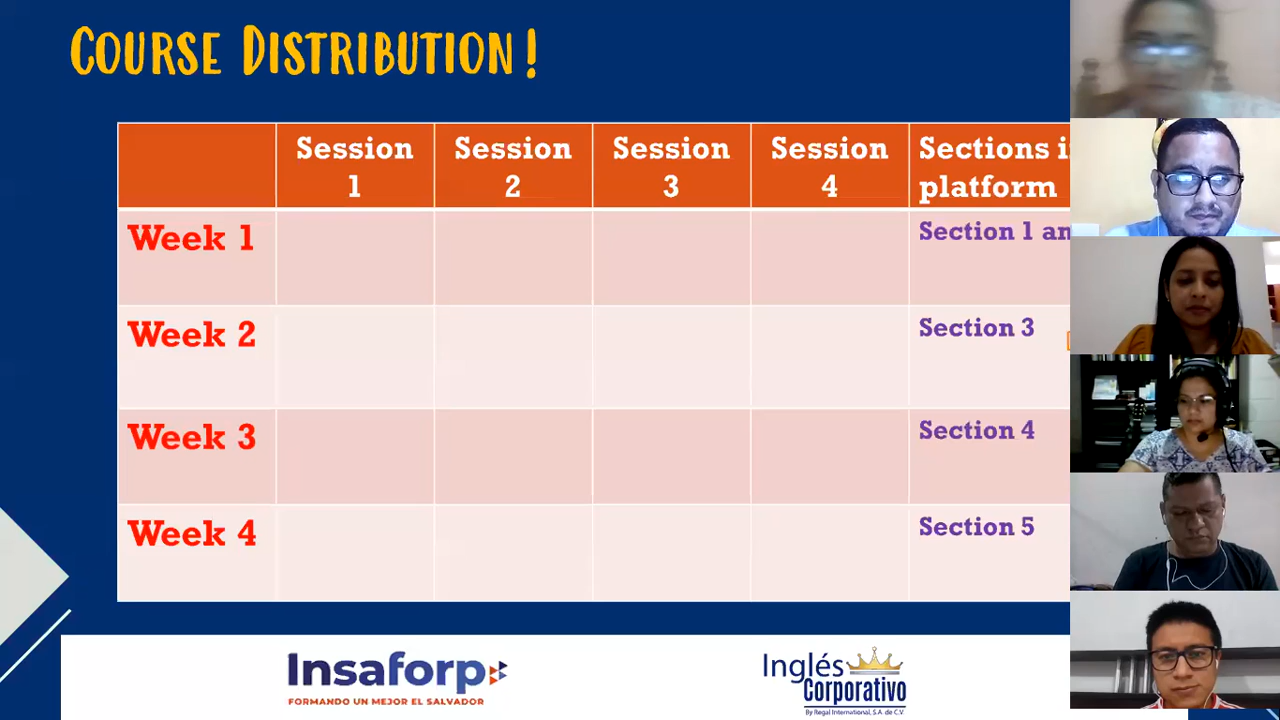 COURSE DISTRIBUTION!
Session 1
Session 2
Session 3
Session 4
Sections i
platform
Week 1
Section 1 an
Week 2
Section 3
Week 3
Section 4
Week 4
Section 5
Insaforp
FORMANDO UN MEJOR EL SALVADOR
Inglés
Corporativo
By Regal International, S.A. de C.V.